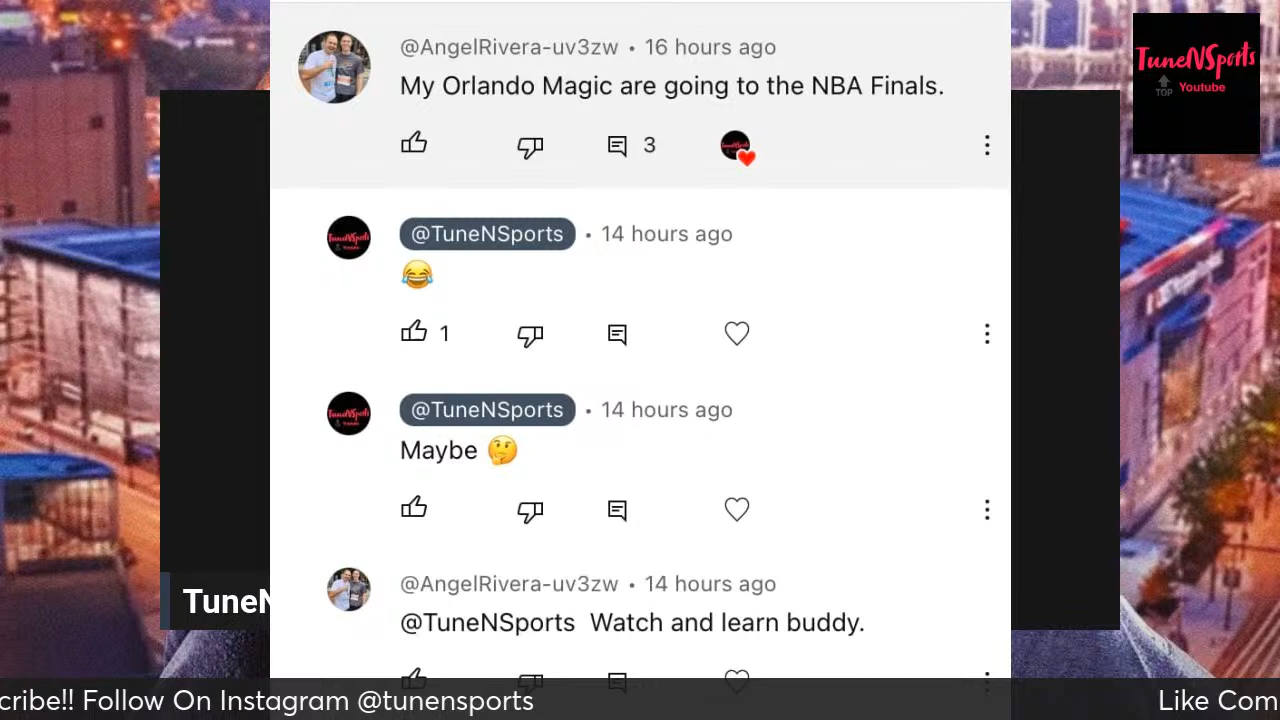 TuneNSports
TOP Youtube
@AngelRivera-uv3zw • 16 hours ago
My Orlando Magic are going to the NBA Finals.
3
@TuneNSports • 14 hours ago
😂
1
@TuneNSports • 14 hours ago
Maybe 🤔
@AngelRivera-uv3zw • 14 hours ago
@TuneNSports Watch and learn buddy.
TuneN
cribe!! Follow On Instagram @tunensports Like Com